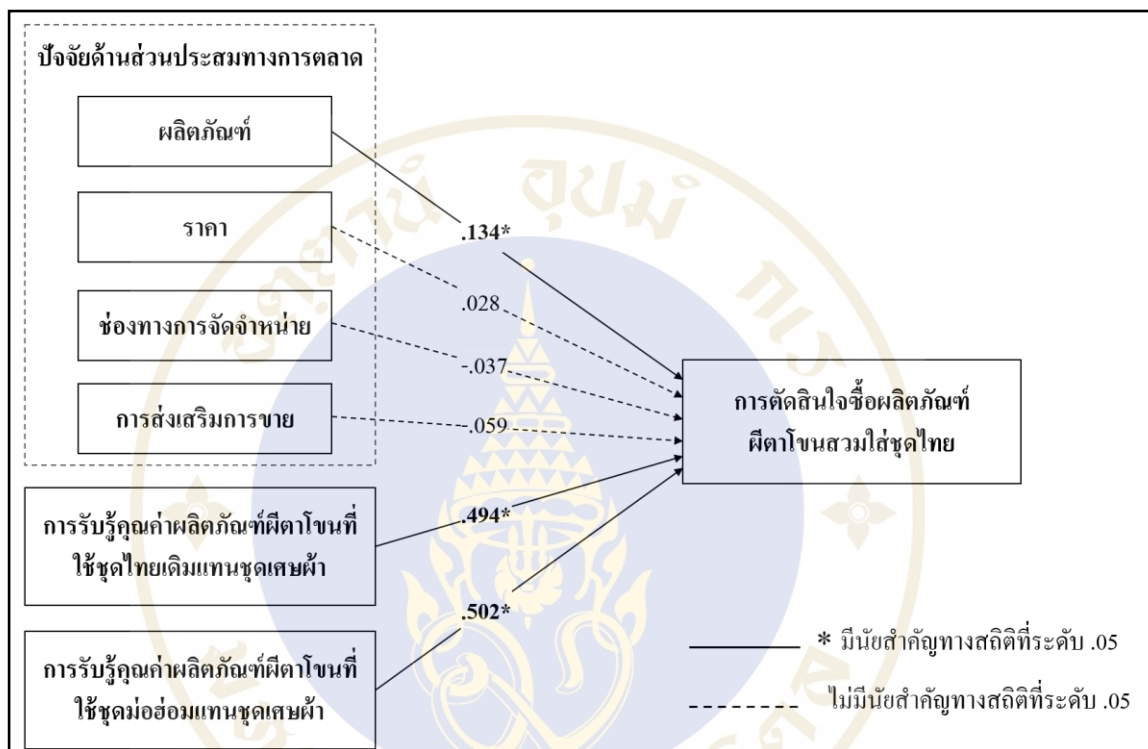 ปัจจัยด้านส่วนประสมทางการตลาด
ผลิตภัณฑ์
ราคา
ช่องทางการจัดจำหน่าย
การส่งเสริมการขาย
การรับรู้คุณค่าผลิตภัณฑ์ผีตาโขนที่
ใช้ชุดไทยเดิมแทนชุดเศษผ้า
การรับรู้คุณค่าผลิตภัณฑ์ผีตาโขนที่
ใช้ชุดม่อฮ่อมแทนชุดเศษผ้า
.134*
.028
-.037
.059
.494*
.502*
การตัดสินใจซื้อผลิตภัณฑ์
ผีตาโขนสวมใส่ชุดไทย
* มีนัยสำคัญทางสถิติที่ระดับ .05
ไม่มีนัยสำคัญทางสถิติที่ระดับ .05